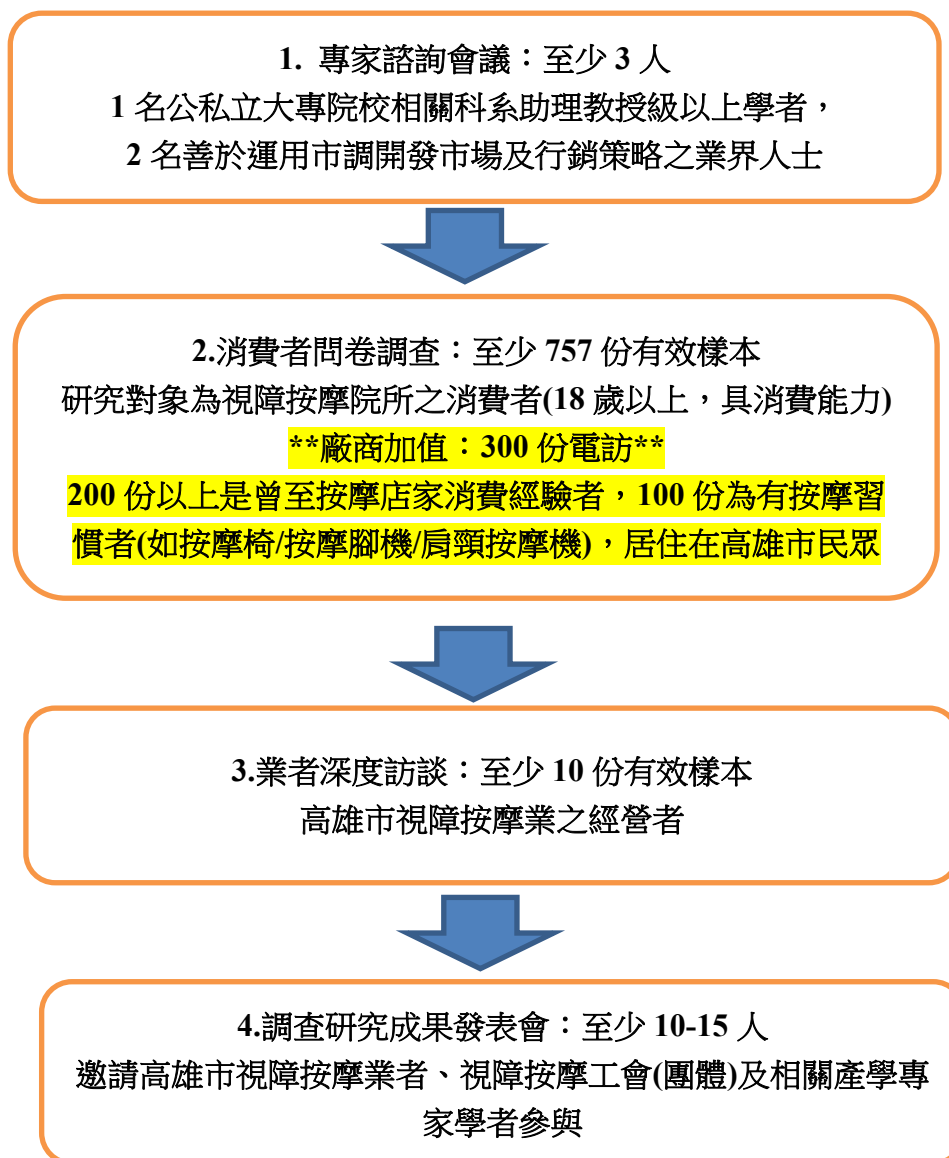 1. 專家諮詢會議：至少 3 人
1 名公私立大專院校相關科系助理教授級以上學者，
2 名善於運用市調開發市場及行銷策略之業界人士
2.消費者問卷調查：至少 757 份有效樣本
研究對象為視障按摩院所之消費者(18 歲以上，具消費能力)
**廠商加值：300 份電訪**
200 份以上是曾至按摩店家消費經驗者，100 份為有按摩習
慣者(如按摩椅/按摩腳機/肩頸按摩機)，居住在高雄市民眾
3.業者深度訪談：至少 10 份有效樣本
高雄市視障按摩業之經營者
4.調查研究成果發表會：至少 10-15 人
邀請高雄市視障按摩業者、視障按摩工會(團體)及相關產學專
家學者參與